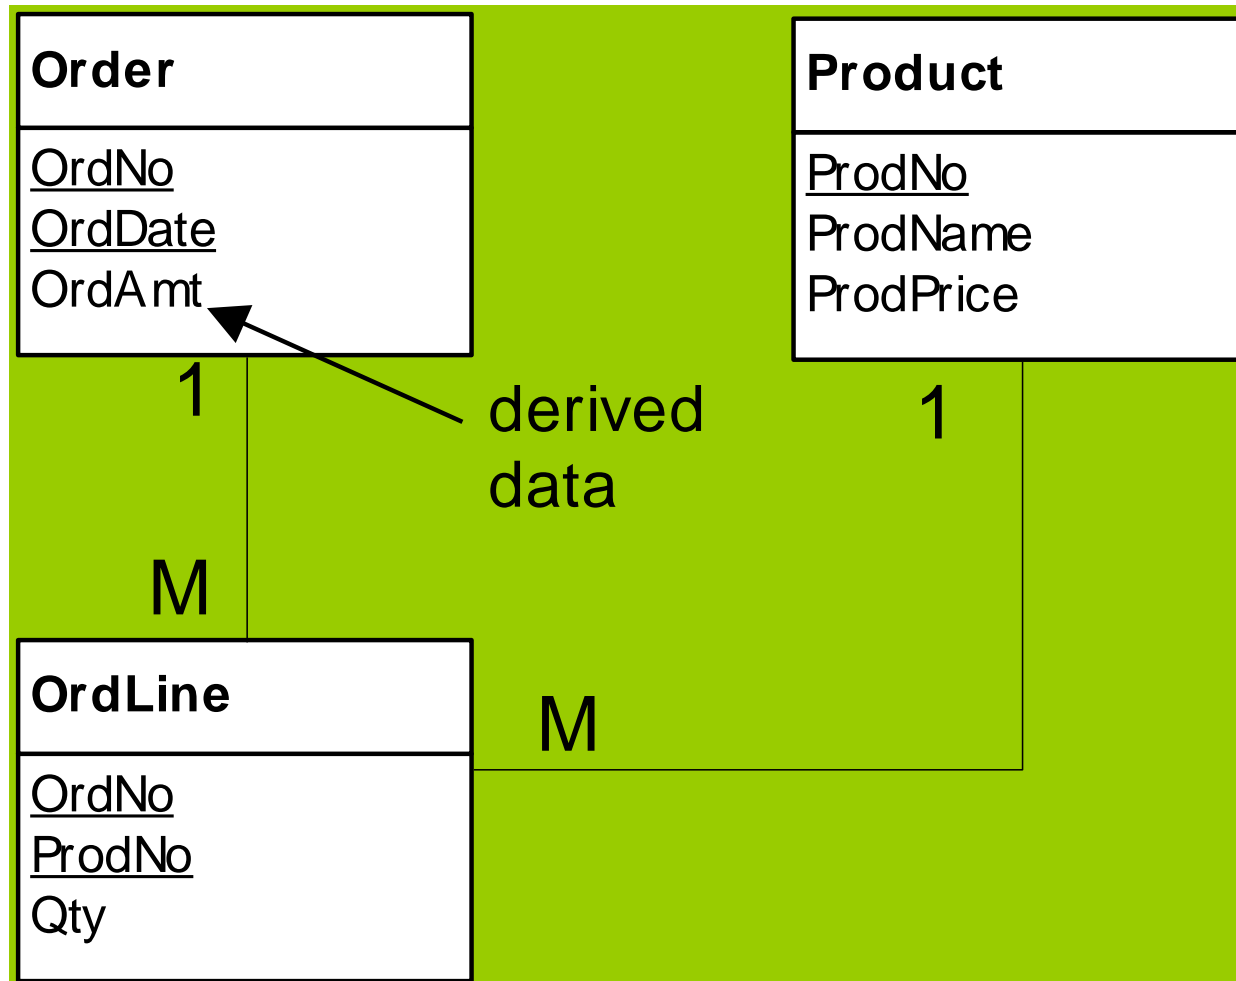 Order
OrdNo
OrdDate
OrdAmt
Product
ProdNo
ProdName
ProdPrice
1
derived
data
1
M
OrdLine
OrdNo
ProdNo
Qty
M